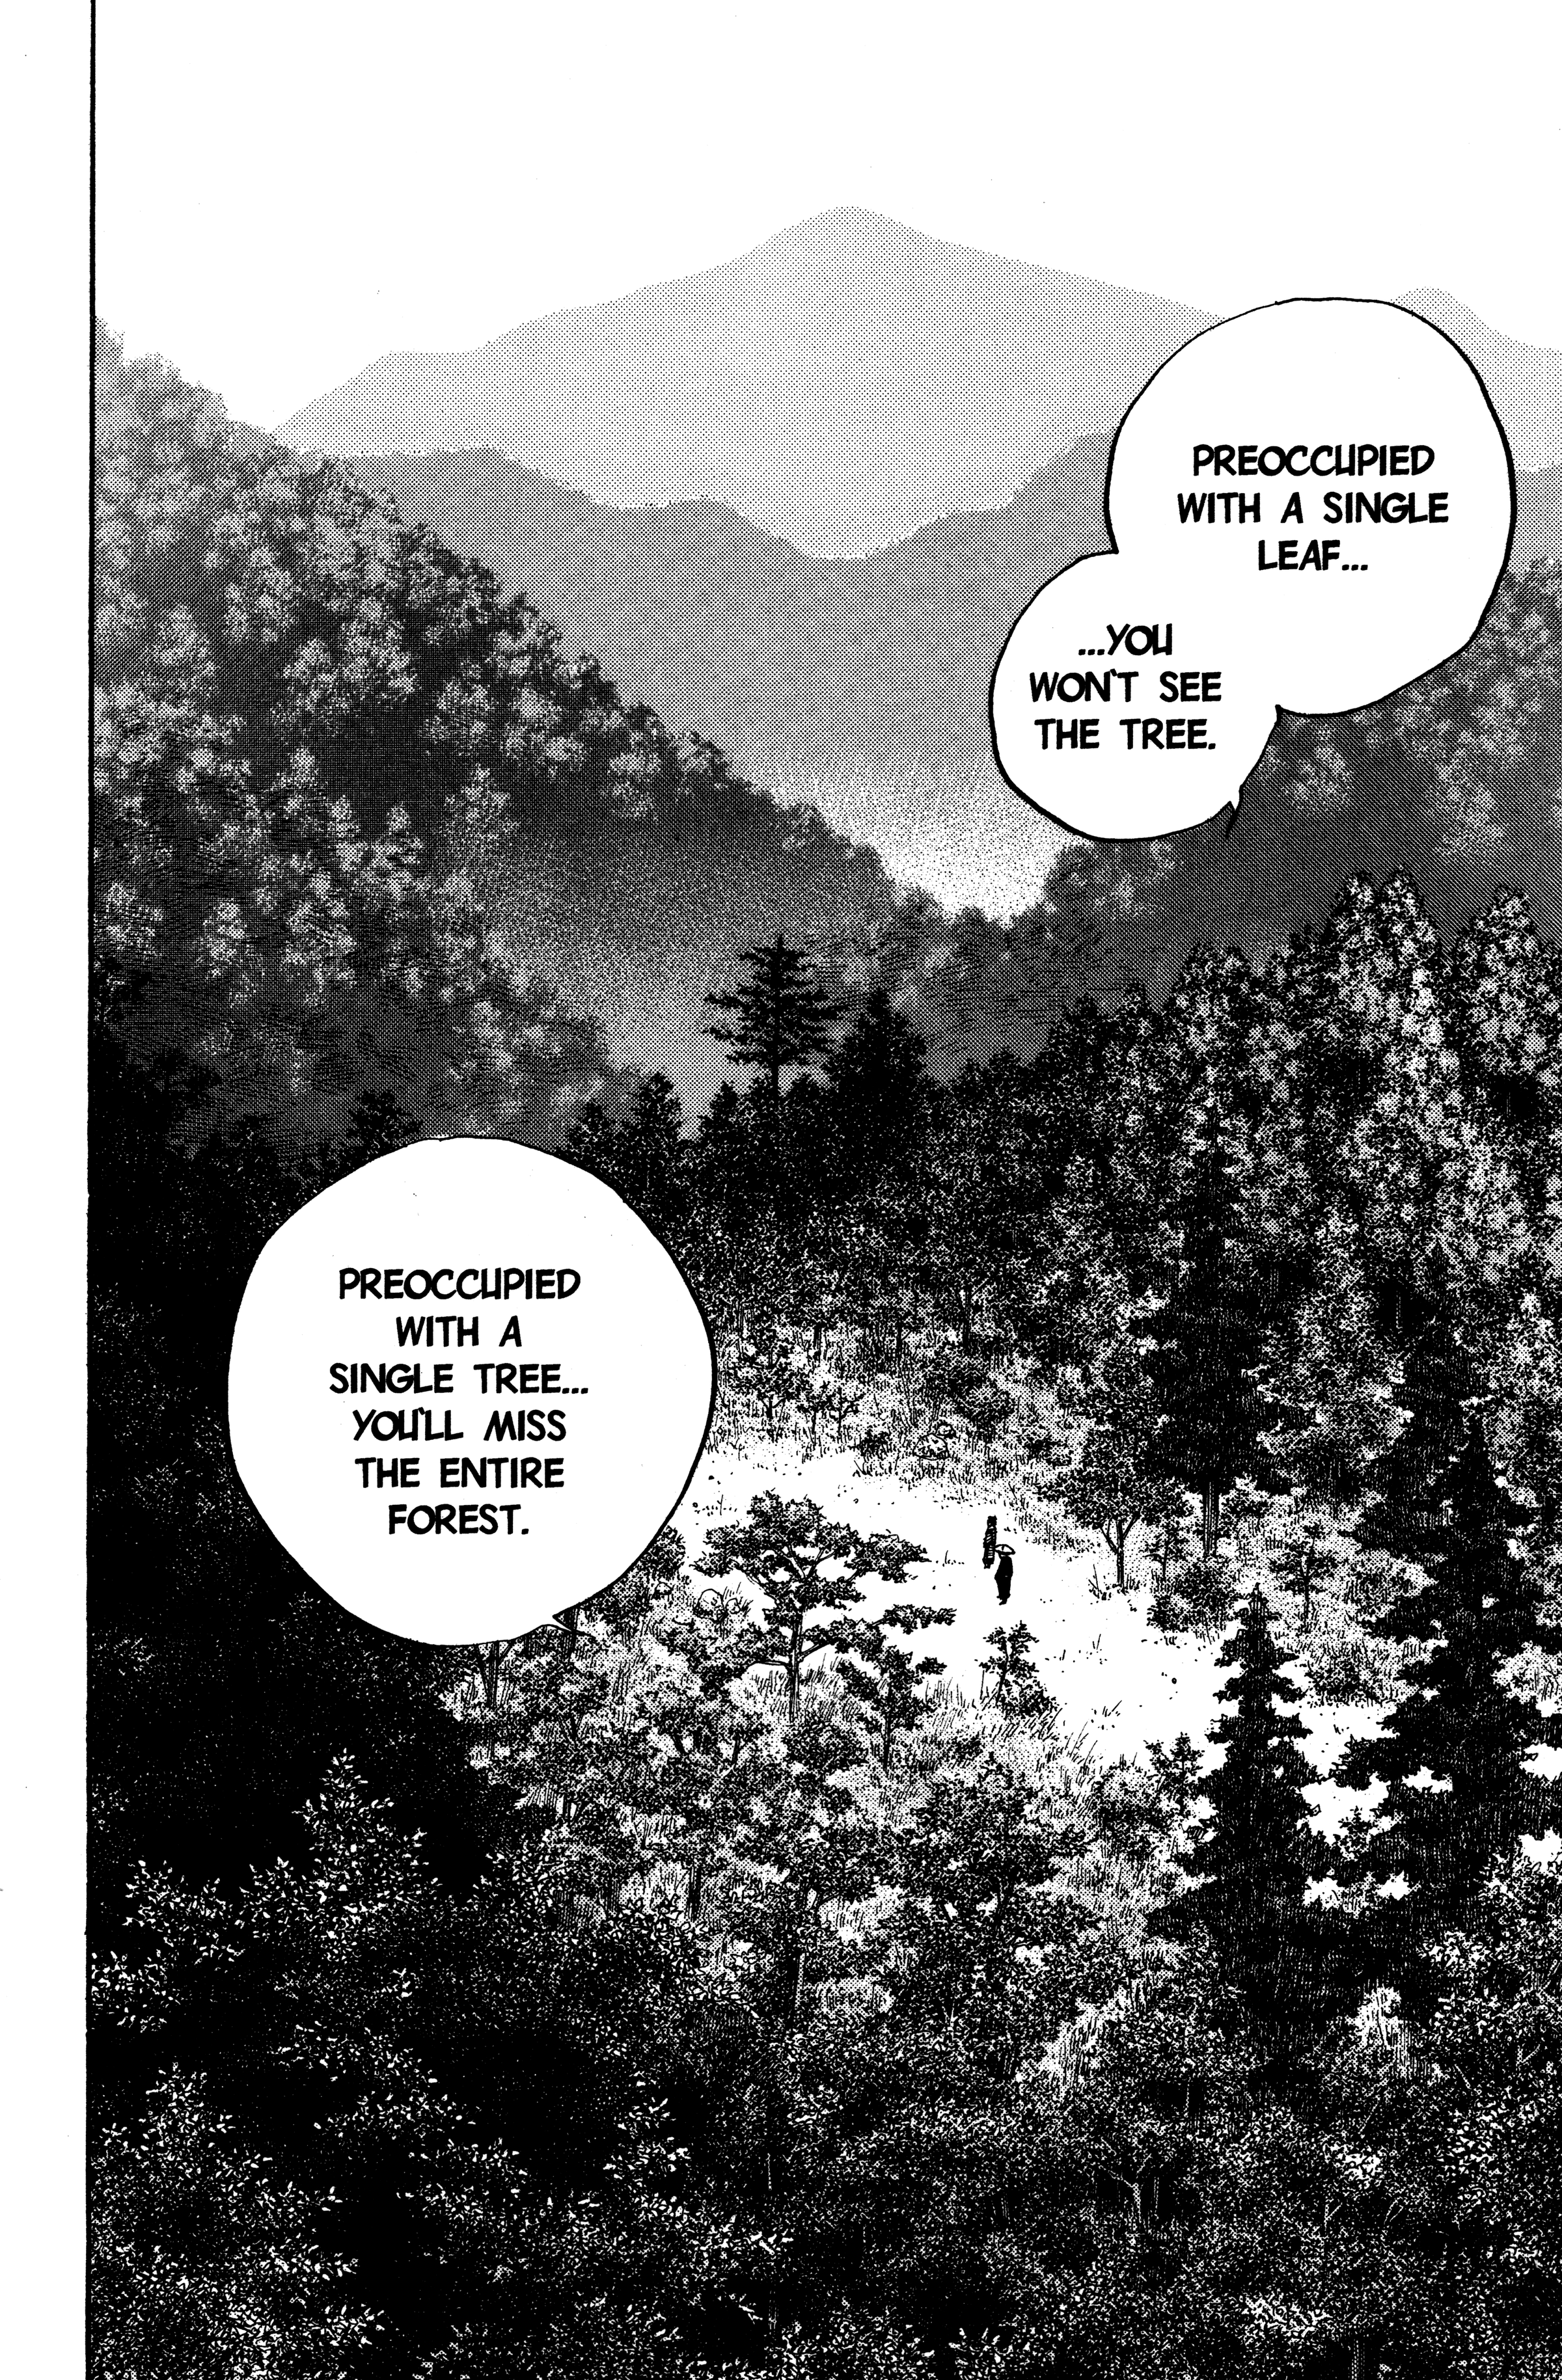 PREOCCUPIED
WITH A SINGLE
LEAF...
...YOU
WON'T SEE
THE TREE.
PREOCCUPIED
WITH A
SINGLE TREE...
YOU'LL MISS
THE ENTIRE
FOREST.